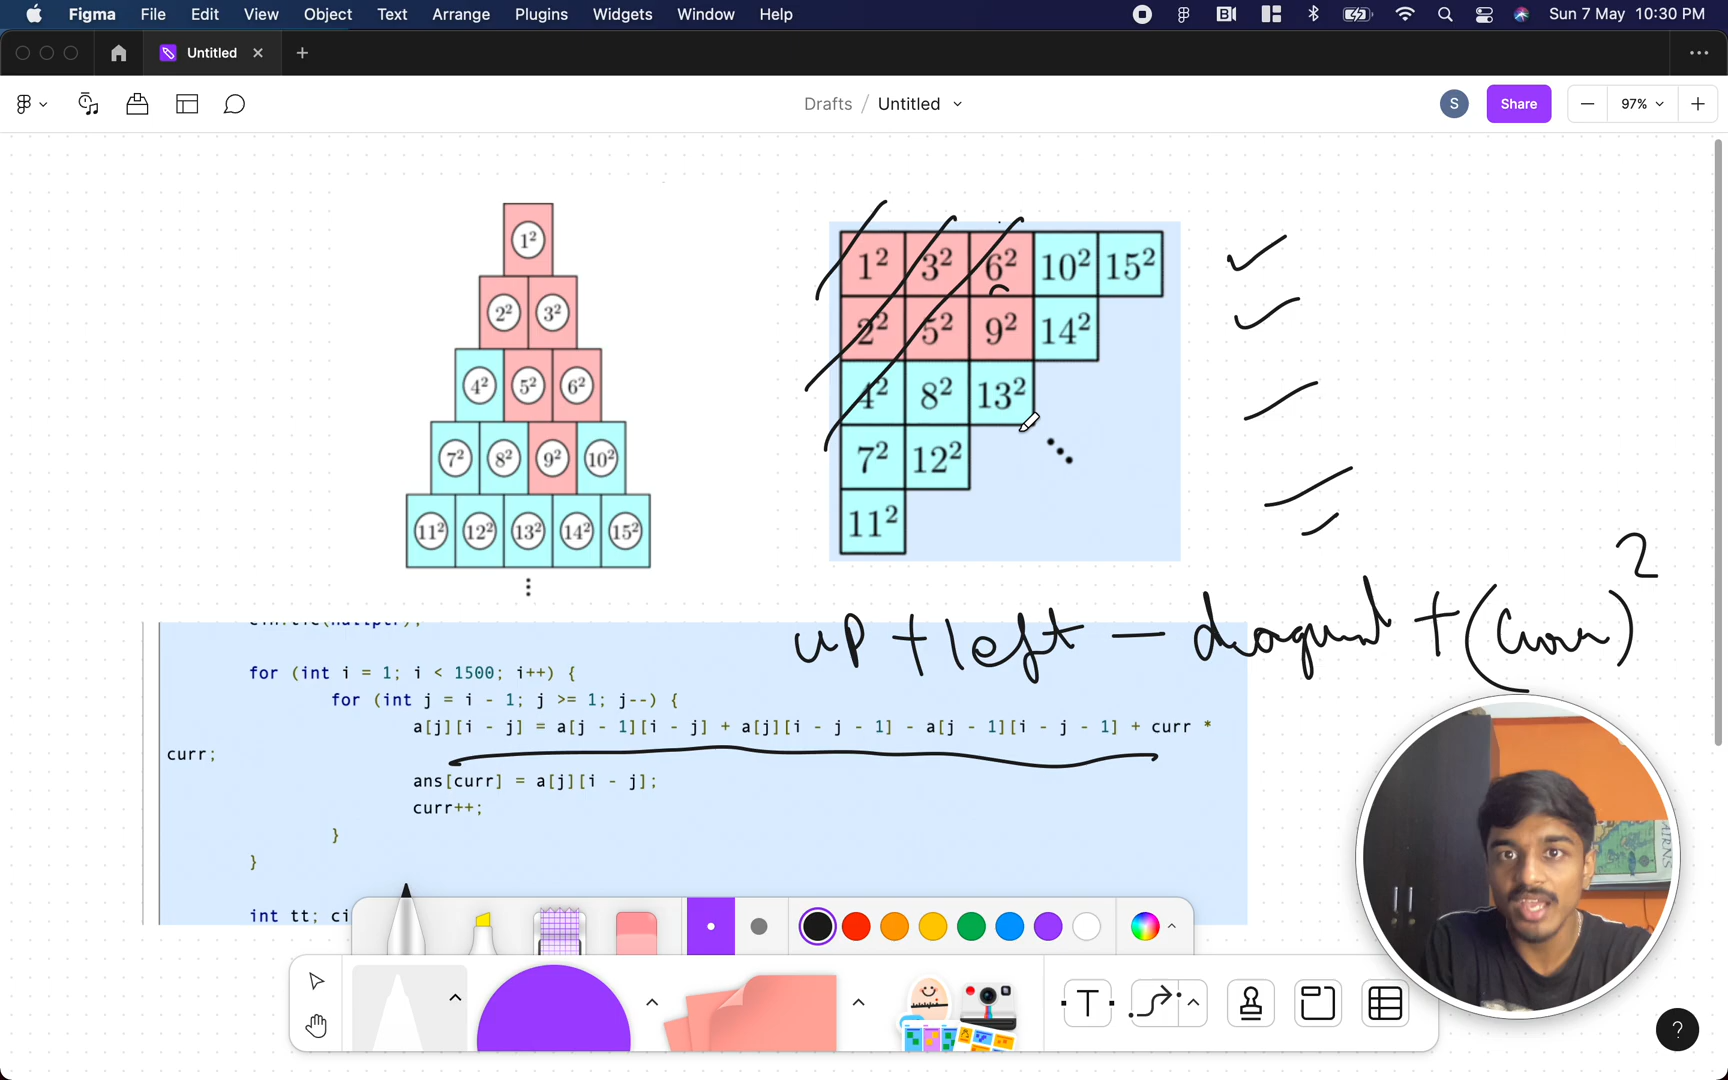 Figma File Edit View Object Text Arrange Plugins Widgets Window Help Sun 7 May 10:30 PM
Untitled
Drafts / Untitled S Share 97%
1²
2² 3²
4² 5² 6²
7² 8² 9² 10²
11² 12² 13² 14² 15²
1² 3² 6² 10² 15²
2² 5² 9² 14²
4² 8² 13²
7² 12²
11²
up + left - diagonal + (curr)²
for (int i = 1; i < 1500; i++) {
for (int j = i - 1; j >= 1; j--) {
a[j][i - j] = a[j - 1][i - j] + a[j][i - j - 1] - a[j - 1][i - j - 1] + curr *
curr;
ans[curr] = a[j][i - j];
curr++;
}
}
int tt; ci
T
?